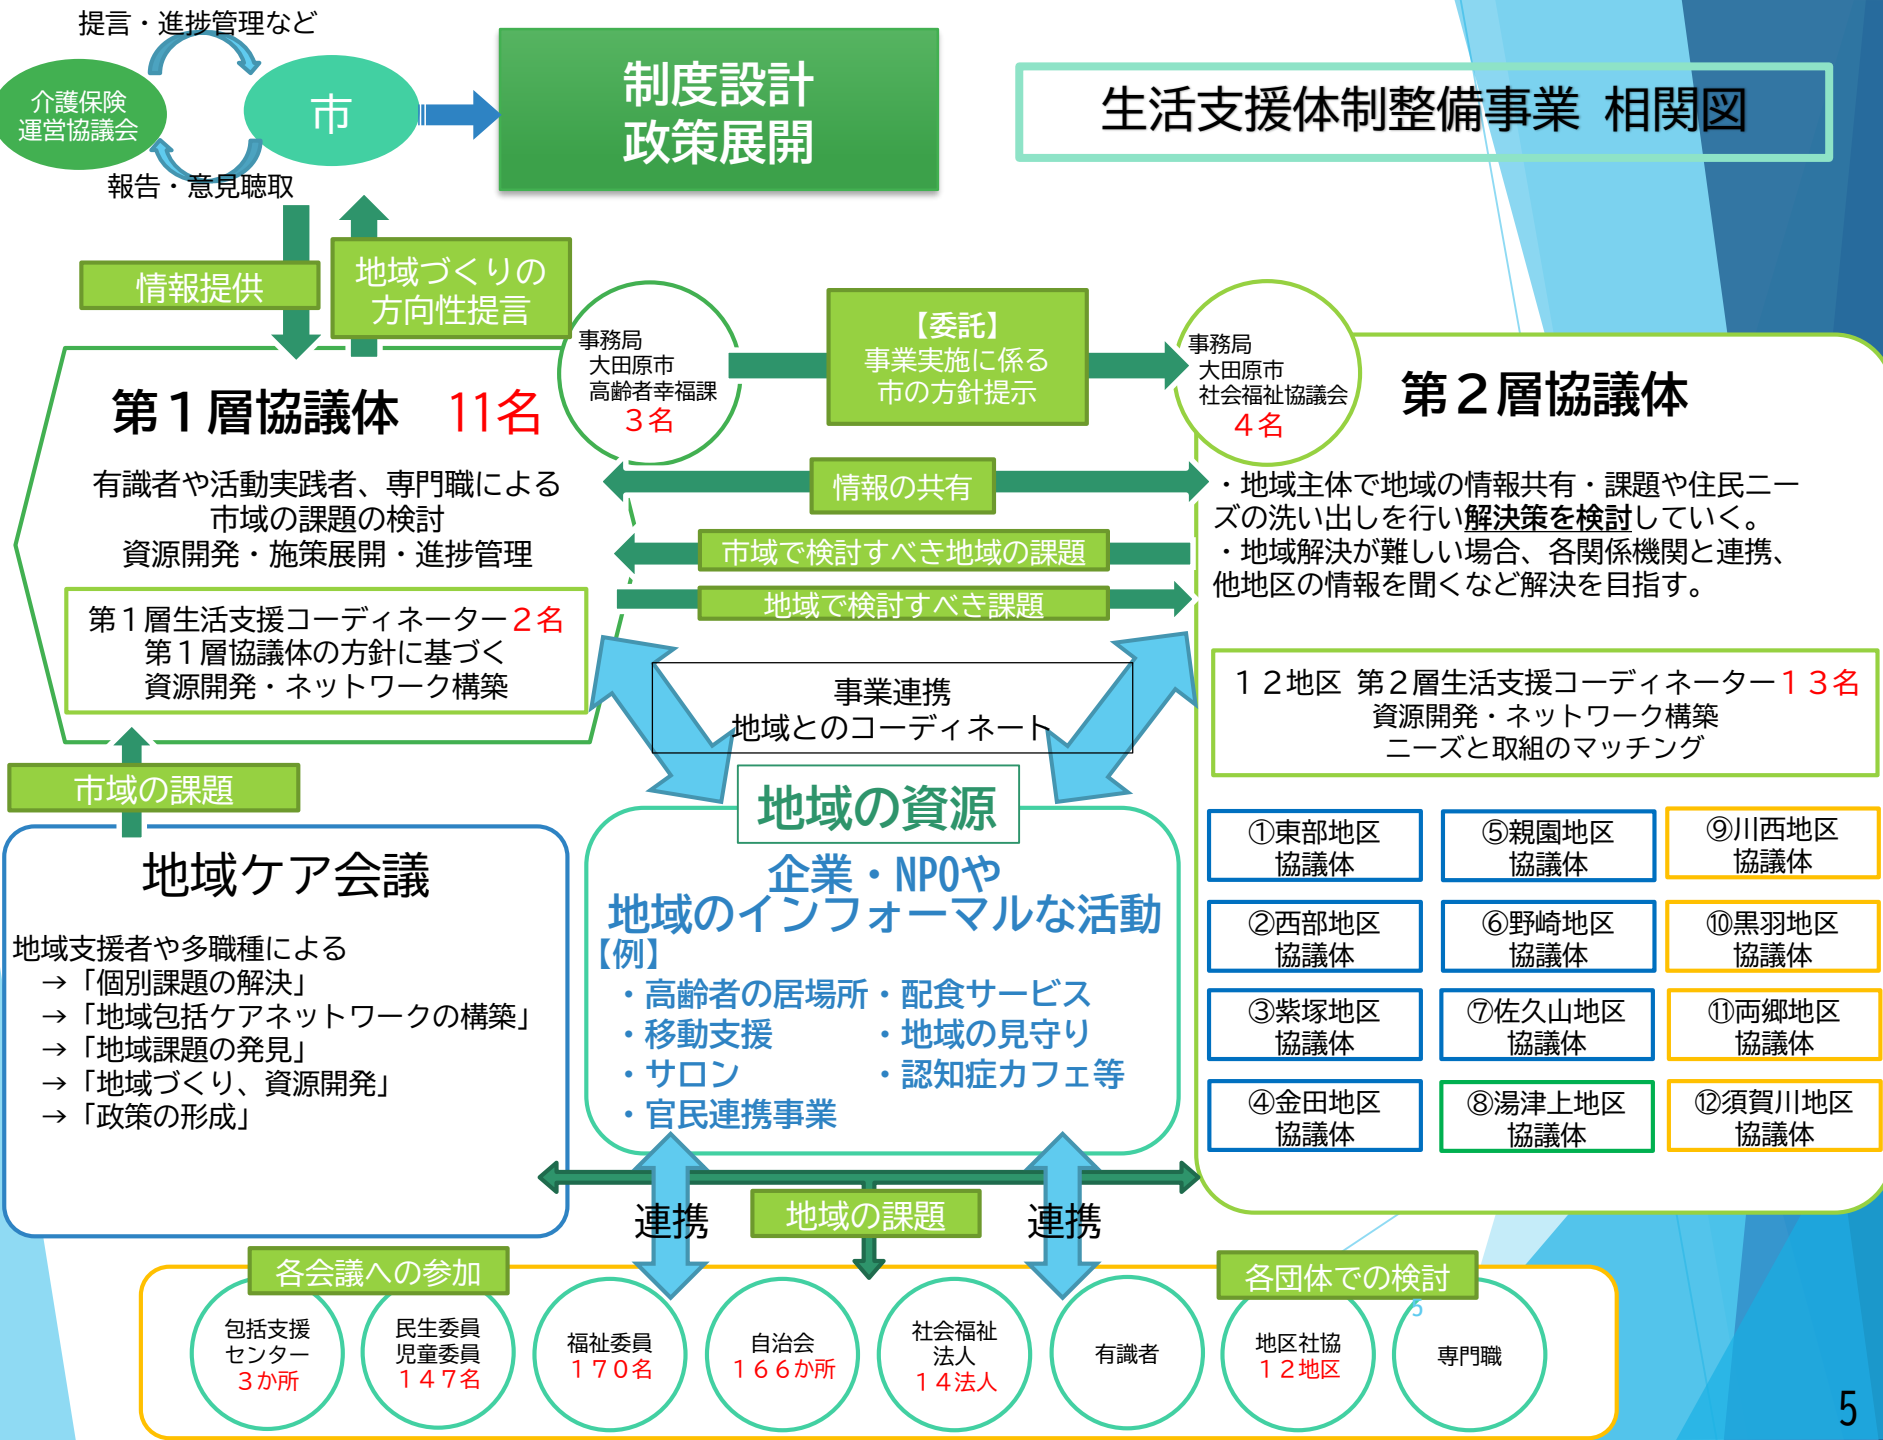 提言・進捗管理など
介護保険
運営協議会
市
制度設計
政策展開
生活支援体制整備事業 相関図
報告・意見聴取
情報提供
地域づくりの
方向性提言
事務局
大田原市
高齢者幸福課
３名
【委託】
事業実施に係る
市の方針提示
事務局
大田原市
社会福祉協議会
４名
第１層協議体 11名
有識者や活動実践者、専門職による
市域の課題の検討
資源開発・施策展開・進捗管理
第１層生活支援コーディネーター２名
第１層協議体の方針に基づく
資源開発・ネットワーク構築
情報の共有
市域で検討すべき地域の課題
地域で検討すべき課題
第２層協議体
・地域主体で地域の情報共有・課題や住民ニー
ズの洗い出しを行い解決策を検討していく。
・地域解決が難しい場合、各関係機関と連携、
他地区の情報を聞くなど解決を目指す。
１２地区 第２層生活支援コーディネーター１３名
資源開発・ネットワーク構築
ニーズと取組のマッチング
事業連携
地域とのコーディネート
市域の課題
地域ケア会議
地域支援者や多職種による
→「個別課題の解決」
→「地域包括ケアネットワークの構築」
→「地域課題の発見」
→「地域づくり、資源開発」
→「政策の形成」
地域の資源
企業・NPOや
地域のインフォーマルな活動
【例】
・高齢者の居場所・配食サービス
・移動支援 ・地域の見守り
・サロン ・認知症カフェ等
・官民連携事業
①東部地区
協議体
⑤親園地区
協議体
⑨川西地区
協議体
②西部地区
協議体
⑥野崎地区
協議体
⑩黒羽地区
協議体
③紫塚地区
協議体
⑦佐久山地区
協議体
⑪両郷地区
協議体
④金田地区
協議体
⑧湯津上地区
協議体
⑫須賀川地区
協議体
連携
地域の課題
連携
各会議への参加
各団体での検討
包括支援
センター
３か所
民生委員
児童委員
１４７名
福祉委員
１７０名
自治会
１６６か所
社会福祉
法人
１４法人
有識者
地区社協
１２地区
専門職
5